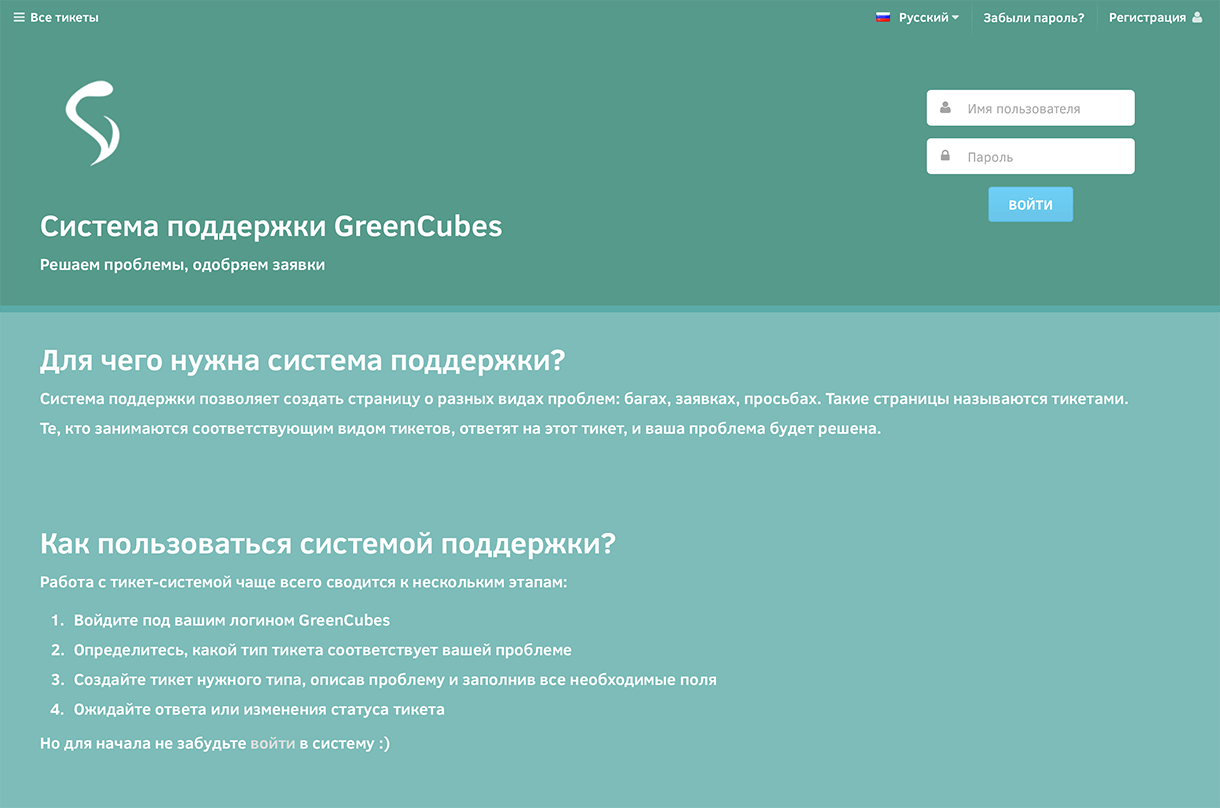 Все тикеты
Русский
Забыли пароль?
Регистрация
Имя пользователя
Пароль
ВОЙТИ
Система поддержки GreenCubes
Решаем проблемы, одобряем заявки
Для чего нужна система поддержки?
Система поддержки позволяет создать страницу о разных видах проблем: багах, заявках, просьбах. Такие страницы называются тикетами.
Те, кто занимаются соответствующим видом тикетов, ответят на этот тикет, и ваша проблема будет решена.
Как пользоваться системой поддержки?
Работа с тикет-системой чаще всего сводится к нескольким этапам:
1. Войдите под вашим логином GreenCubes
2. Определитесь, какой тип тикета соответствует вашей проблеме
3. Создайте тикет нужного типа, описав проблему и заполнив все необходимые поля
4. Ожидайте ответа или изменения статуса тикета
Но для начала не забудьте войти в систему :)